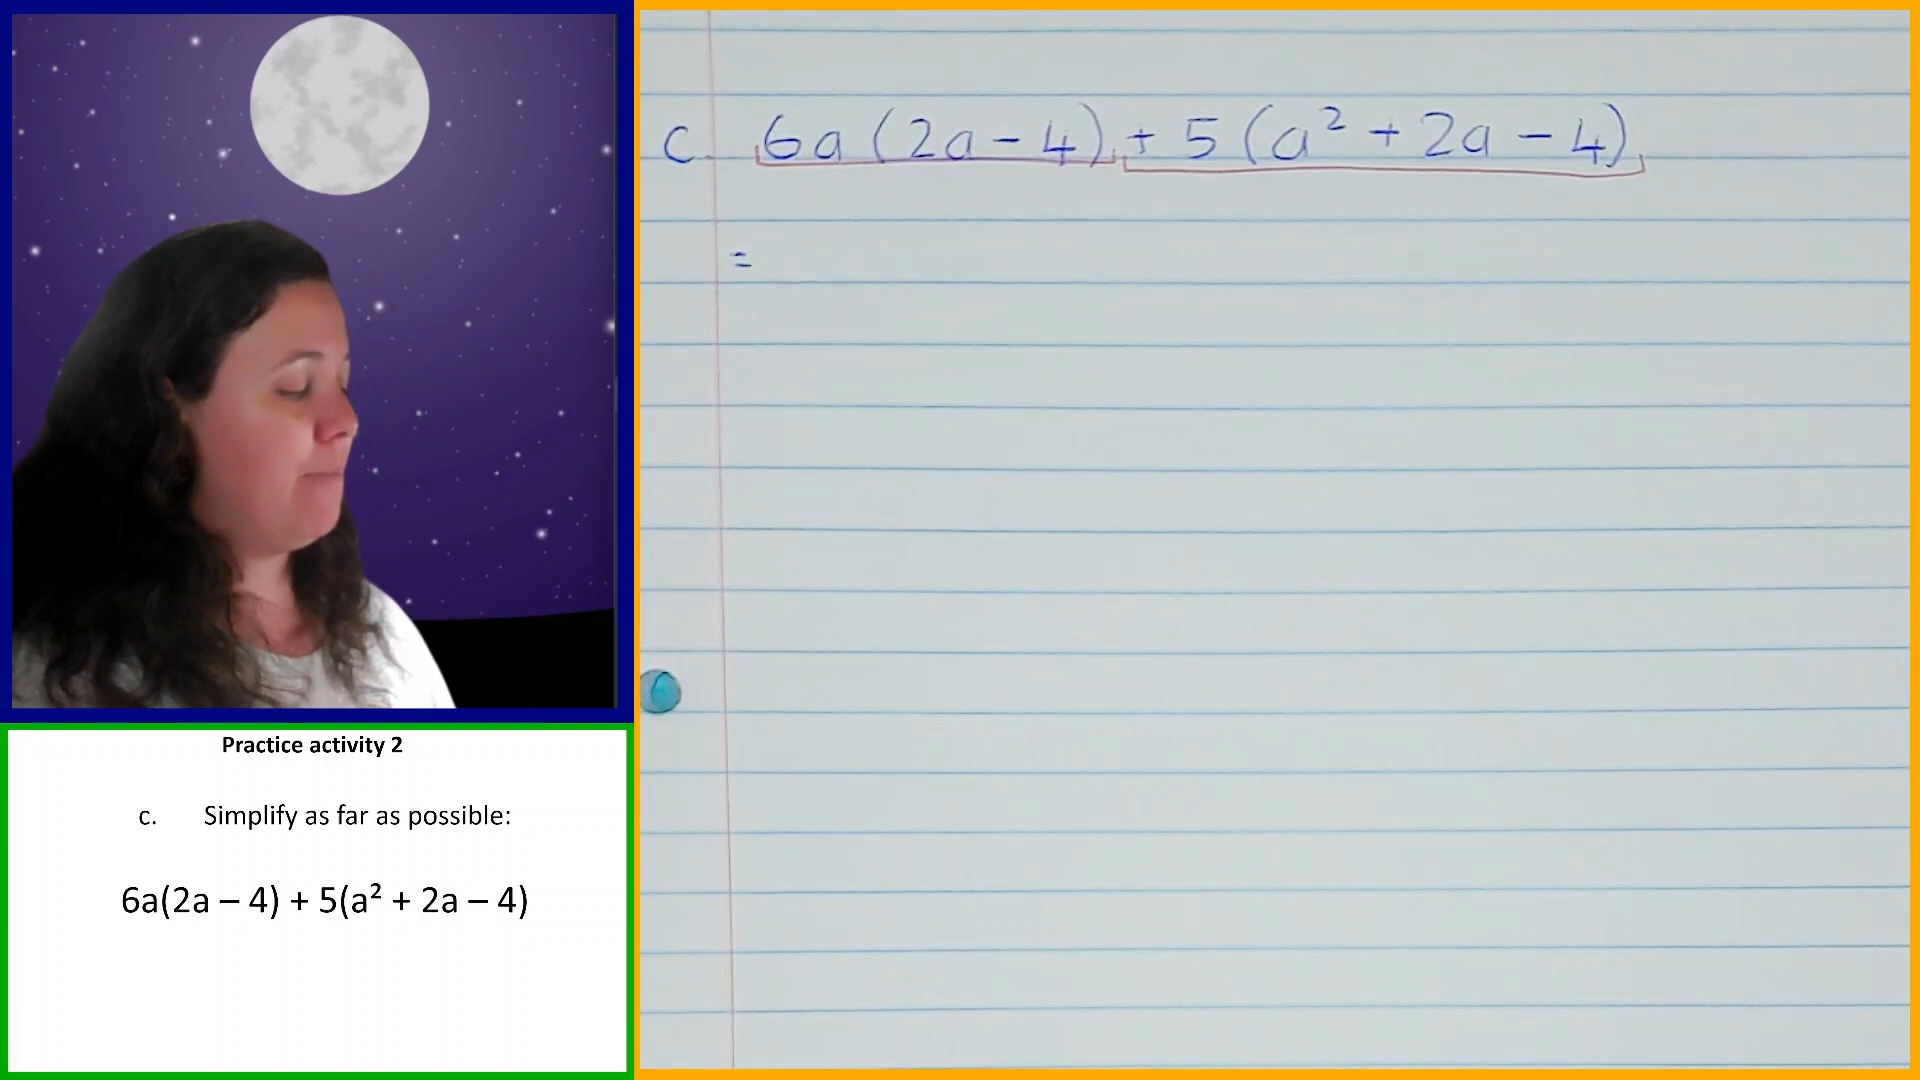 c. 6a (2a - 4) + 5 (a² + 2a - 4)
=
Practice activity 2
c. Simplify as far as possible:
6a(2a – 4) + 5(a² + 2a – 4)